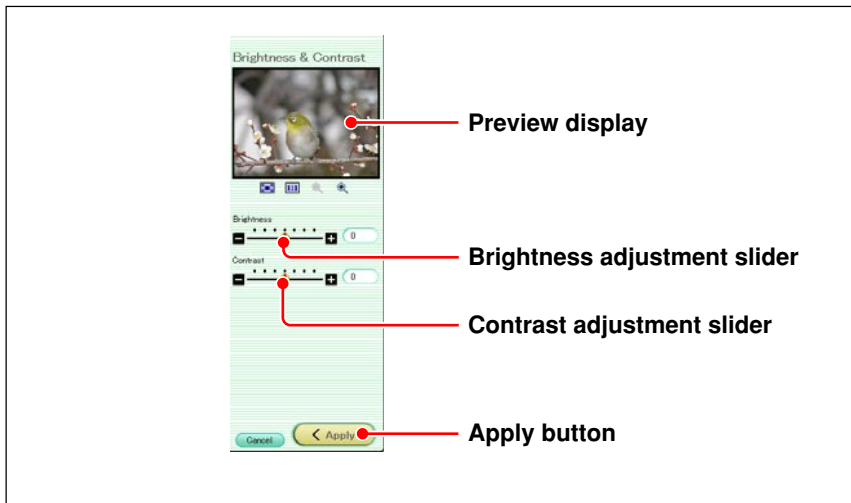 Brightness & Contrast
Preview display
Brightness
0
Brightness adjustment slider
Contrast
0
Contrast adjustment slider
Cancel
< Apply
Apply button